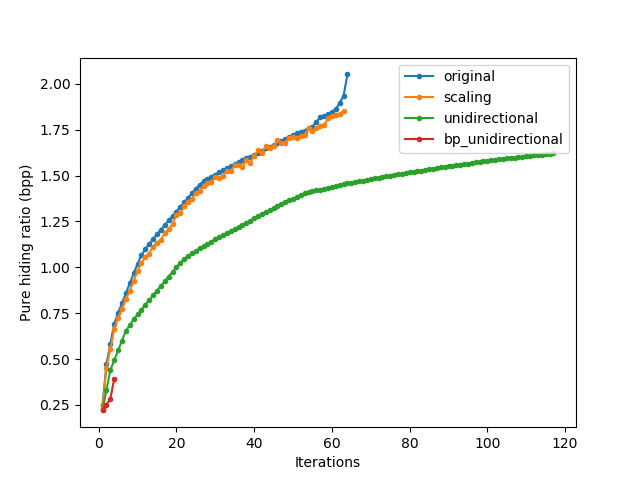 original
scaling
unidirectional
bp_unidirectional
Pure hiding ratio (bpp)
2.00
1.75
1.50
1.25
1.00
0.75
0.50
0.25
0 20 40 60 80 100 120
Iterations